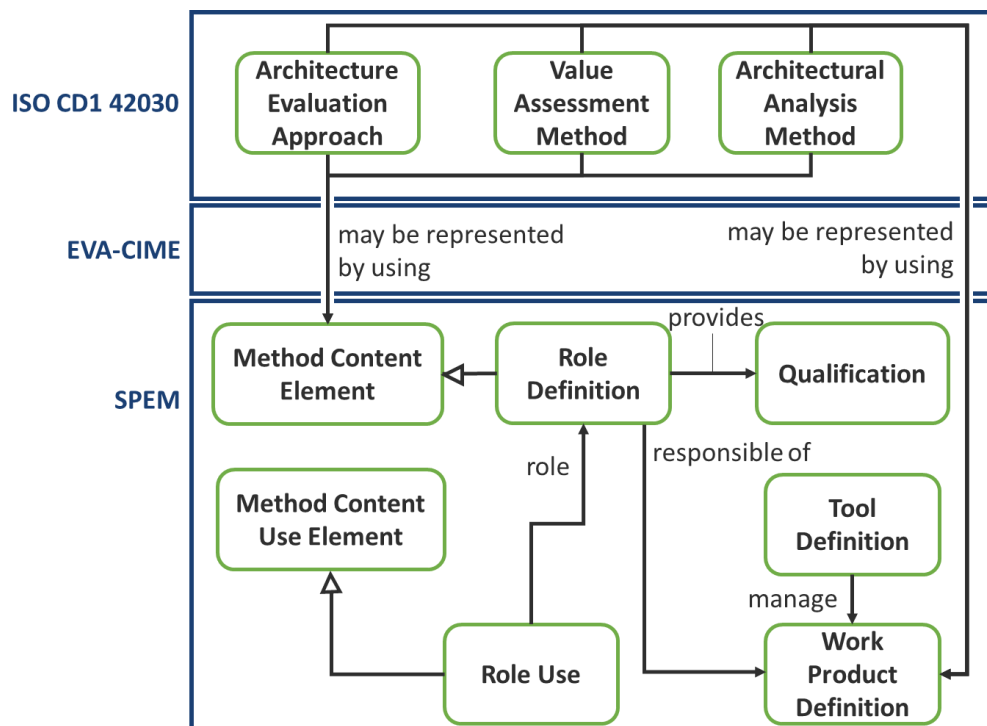 ISO CD1 42030
Architecture
Evaluation
Approach
Value
Assessment
Method
Architectural
Analysis
Method
EVA-CIME
may be represented
by using
may be represented
by using
SPEM
Method Content
Element
Role
Definition
provides
Qualification
role
responsible of
Method Content
Use Element
Tool
Definition
manage
Role Use
Work
Product
Definition